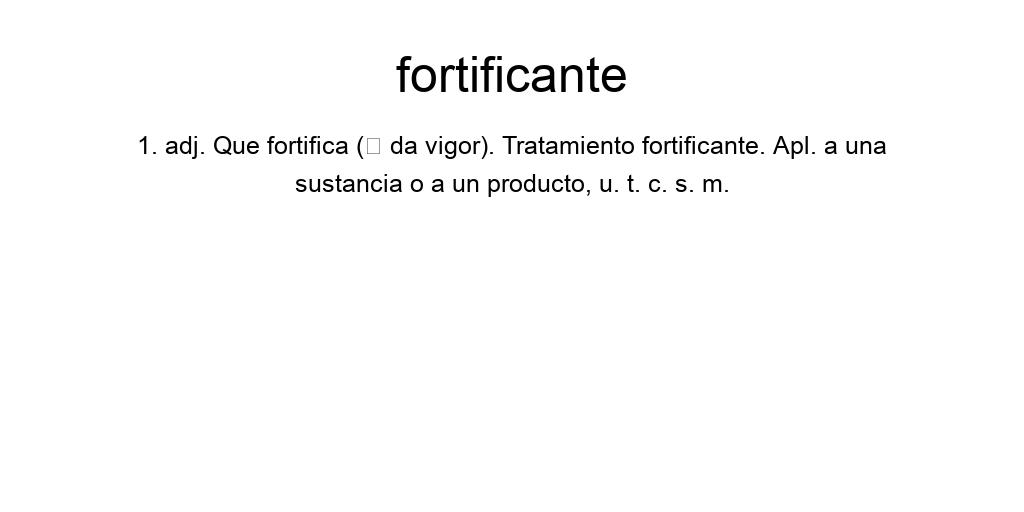 fortificante
1. adj. Que fortifica (▯ da vigor). Tratamiento fortificante. Apl. a una
sustancia o a un producto, u. t. c. s. m.